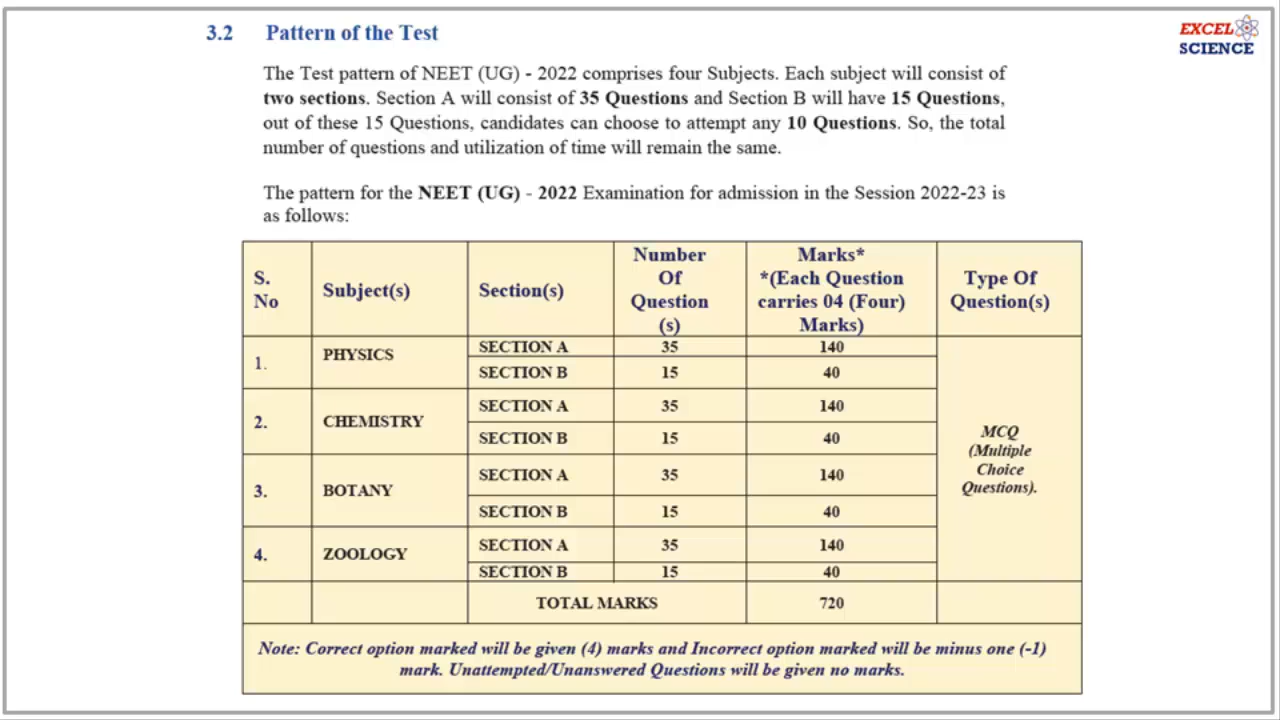 3.2 Pattern of the Test
EXCEL
SCIENCE
The Test pattern of NEET (UG) - 2022 comprises four Subjects. Each subject will consist of
two sections. Section A will consist of 35 Questions and Section B will have 15 Questions,
out of these 15 Questions, candidates can choose to attempt any 10 Questions. So, the total
number of questions and utilization of time will remain the same.
The pattern for the NEET (UG) - 2022 Examination for admission in the Session 2022-23 is
as follows:
S.
No
Subject(s)
Section(s)
Number
Of
Question
(s)
Marks*
*(Each Question
carries 04 (Four)
Marks)
Type Of
Question(s)
1.
PHYSICS
SECTION A 35 140
SECTION B 15 40
2.
CHEMISTRY
SECTION A 35 140
SECTION B 15 40
3.
BOTANY
SECTION A 35 140
SECTION B 15 40
4.
ZOOLOGY
SECTION A 35 140
SECTION B 15 40
MCQ
(Multiple
Choice
Questions).
TOTAL MARKS 720
Note: Correct option marked will be given (4) marks and Incorrect option marked will be minus one (-1)
mark. Unattempted/Unanswered Questions will be given no marks.